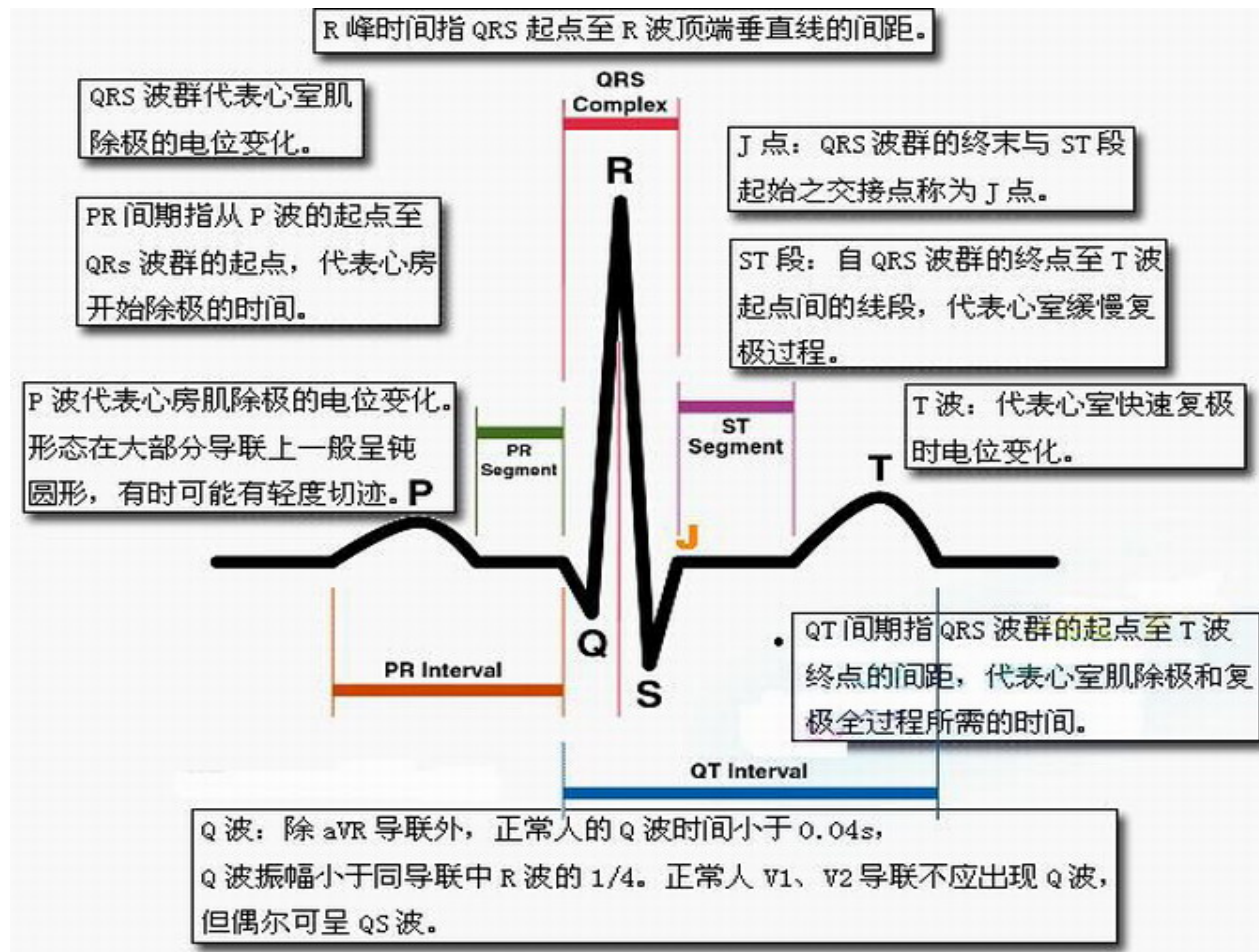 R 峰时间指 QRS 起点至 R 波顶端垂直线的间距。
QRS 波群代表心室肌
除极的电位变化。
QRS
Complex
J 点：QRS 波群的终末与 ST 段
起始之交接点称为 J 点。
R
PR 间期指从 P 波的起点至
QRs 波群的起点，代表心房
开始除极的时间。
ST 段：自 QRS 波群的终点至 T 波
起点间的线段，代表心室缓慢复
极过程。
P 波代表心房肌除极的电位变化。
形态在大部分导联上一般呈钝
圆形，有时可能有轻度切迹。
P
PR
Segment
ST
Segment
T 波：代表心室快速复极
时电位变化。
T
J
Q
S
PR Interval
QT 间期指 QRS 波群的起点至 T 波
终点的间距，代表心室肌除极和复
极全过程所需的时间。
QT Interval
Q 波：除 aVR 导联外，正常人的 Q 波时间小于 0.04s，
Q 波振幅小于同导联中 R 波的 1/4。正常人 V1、V2 导联不应出现 Q 波，
但偶尔可呈 QS 波。